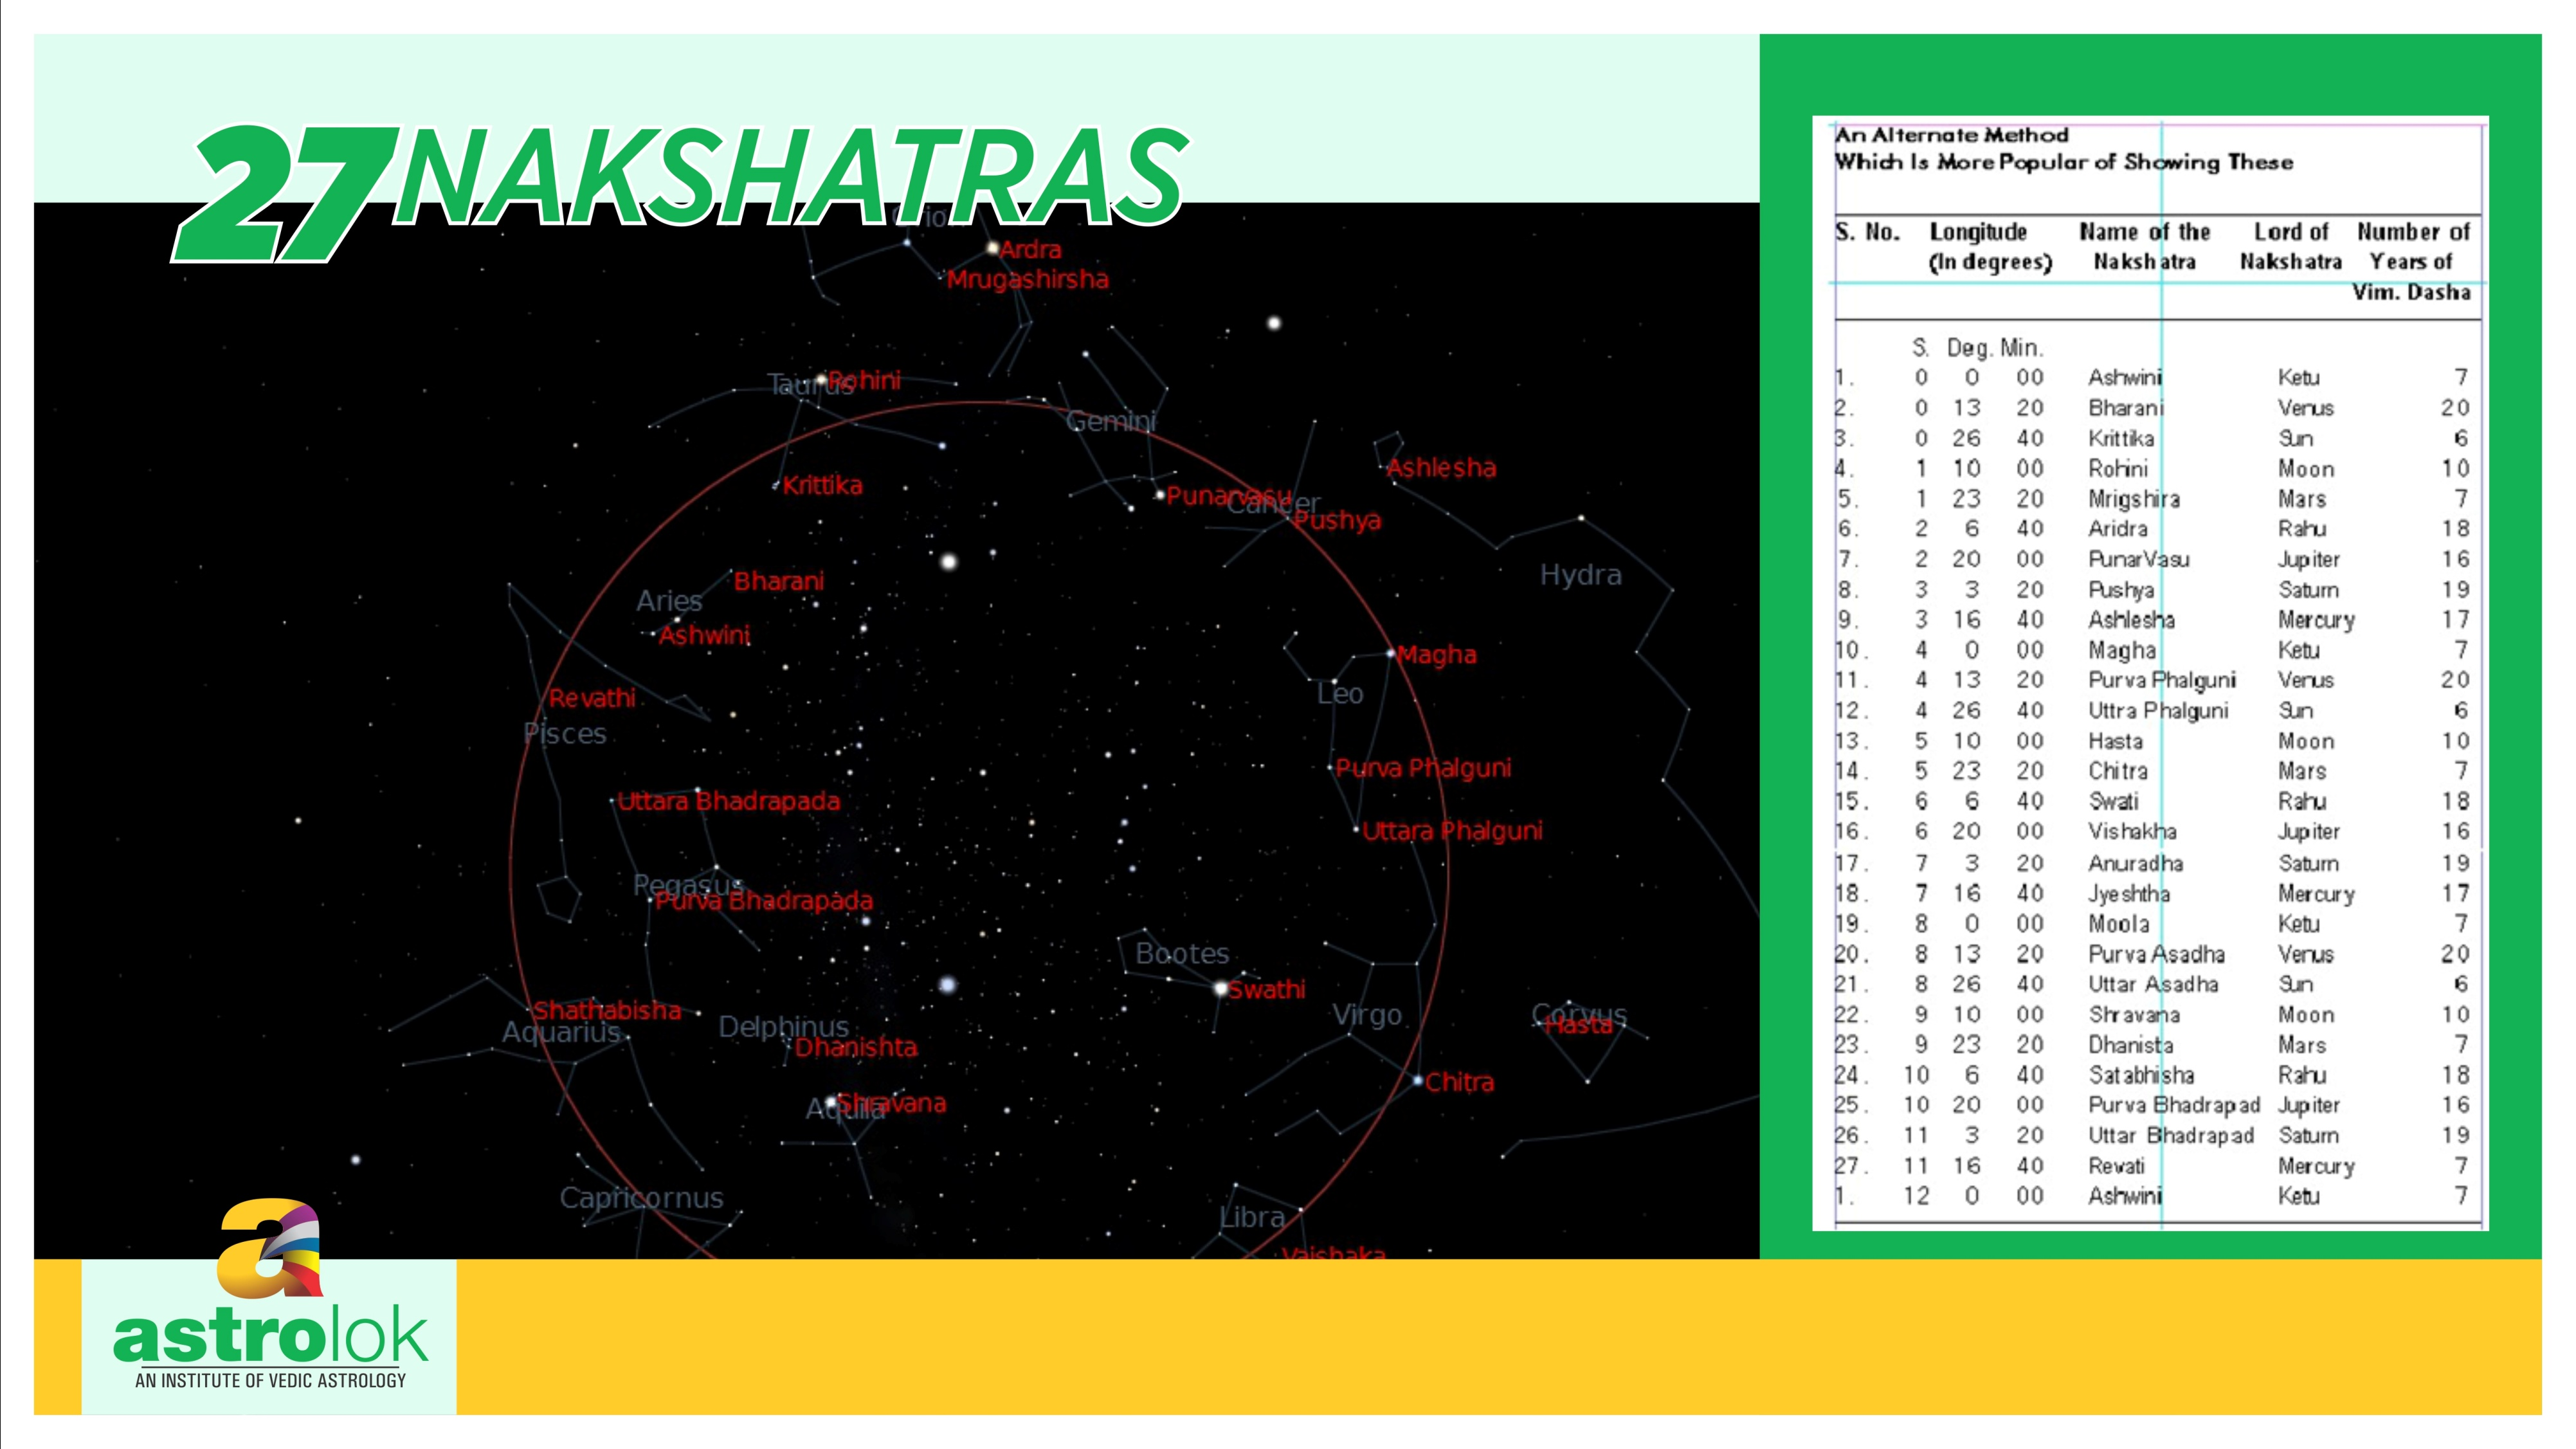 27 NAKSHATRAS
Ardra
Mrugashirsha
Taurus
Rohini
Gemini
Krittika
Ashlesha
Punarvasu
Cancer
Pushya
Hydra
Bharani
Aries
Ashwini
Magha
Leo
Revathi
Pisces
Purva Phalguni
Uttara Bhadrapada
Uttara Phalguni
Pegasus
Purva Bhadrapada
Bootes
Swathi
Shathabisha
Aquarius
Delphinus
Dhanishta
Virgo
Corvus
Hasta
Chitra
Aquila
Shravana
Capricornus
Libra
Vaishaka
An Alternate Method
Which Is More Popular of Showing These
S. No. Longitude Name of the Lord of Number of
(In degrees) Nakshatra Nakshatra Years of
Vim. Dasha
S. Deg. Min.
1. 0 0 00 Ashwini Ketu 7
2. 0 13 20 Bharani Venus 20
3. 0 26 40 Krittika Sun 6
4. 1 10 00 Rohini Moon 10
5. 1 23 20 Mrigshira Mars 7
6. 2 6 40 Aridra Rahu 18
7. 2 20 00 PunarVasu Jupiter 16
8. 3 3 20 Pushya Saturn 19
9. 3 16 40 Ashlesha Mercury 17
10. 4 0 00 Magha Ketu 7
11. 4 13 20 Purva Phalguni Venus 20
12. 4 26 40 Uttra Phalguni Sun 6
13. 5 10 00 Hasta Moon 10
14. 5 23 20 Chitra Mars 7
15. 6 6 40 Swati Rahu 18
16. 6 20 00 Vishakha Jupiter 16
17. 7 3 20 Anuradha Saturn 19
18. 7 16 40 Jyeshtha Mercury 17
19. 8 0 00 Moola Ketu 7
20. 8 13 20 Purva Asadha Venus 20
21. 8 26 40 Uttar Asadha Sun 6
22. 9 10 00 Shravana Moon 10
23. 9 23 20 Dhanista Mars 7
24. 10 6 40 Satabhisha Rahu 18
25. 10 20 00 Purva Bhadrapad Jupiter 16
26. 11 3 20 Uttar Bhadrapad Saturn 19
27. 11 16 40 Rewati Mercury 7
1. 12 0 00 Ashwini Ketu 7
a
astrolok
AN INSTITUTE OF VEDIC ASTROLOGY